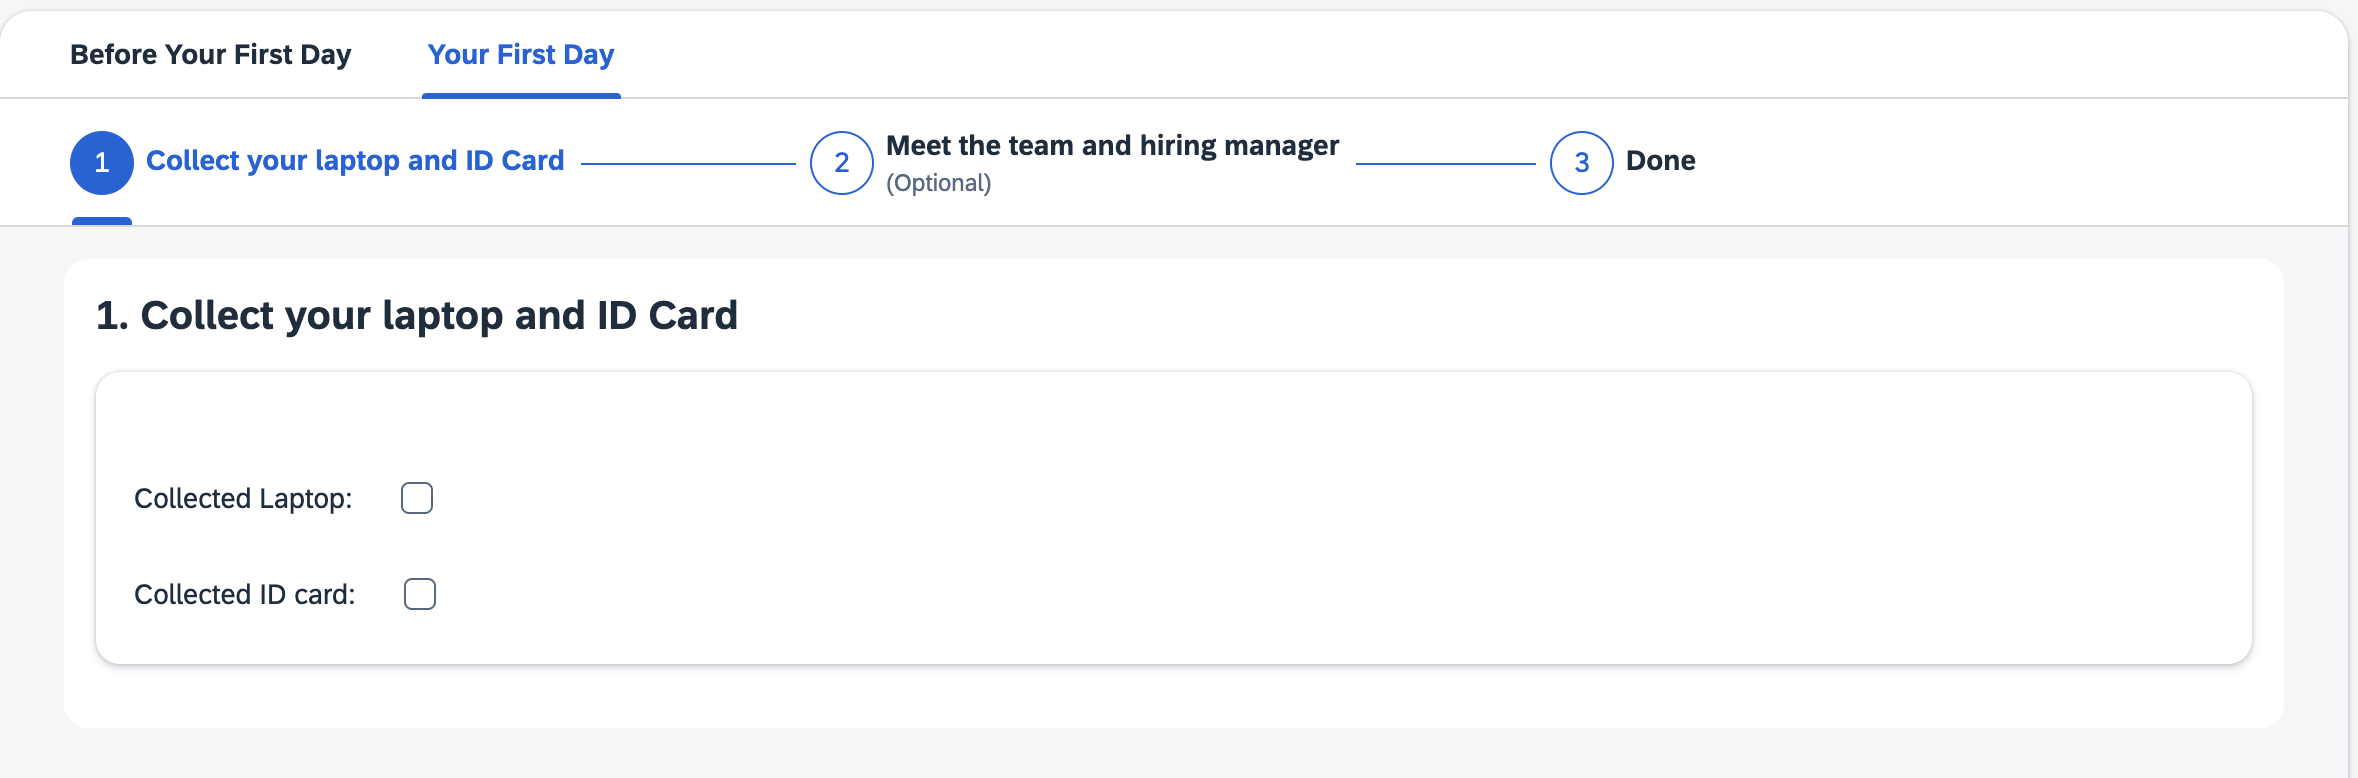 Before Your First Day
Your First Day
1
Collect your laptop and ID Card
2
Meet the team and hiring manager
(Optional)
3
Done
1. Collect your laptop and ID Card
Collected Laptop:
Collected ID card: